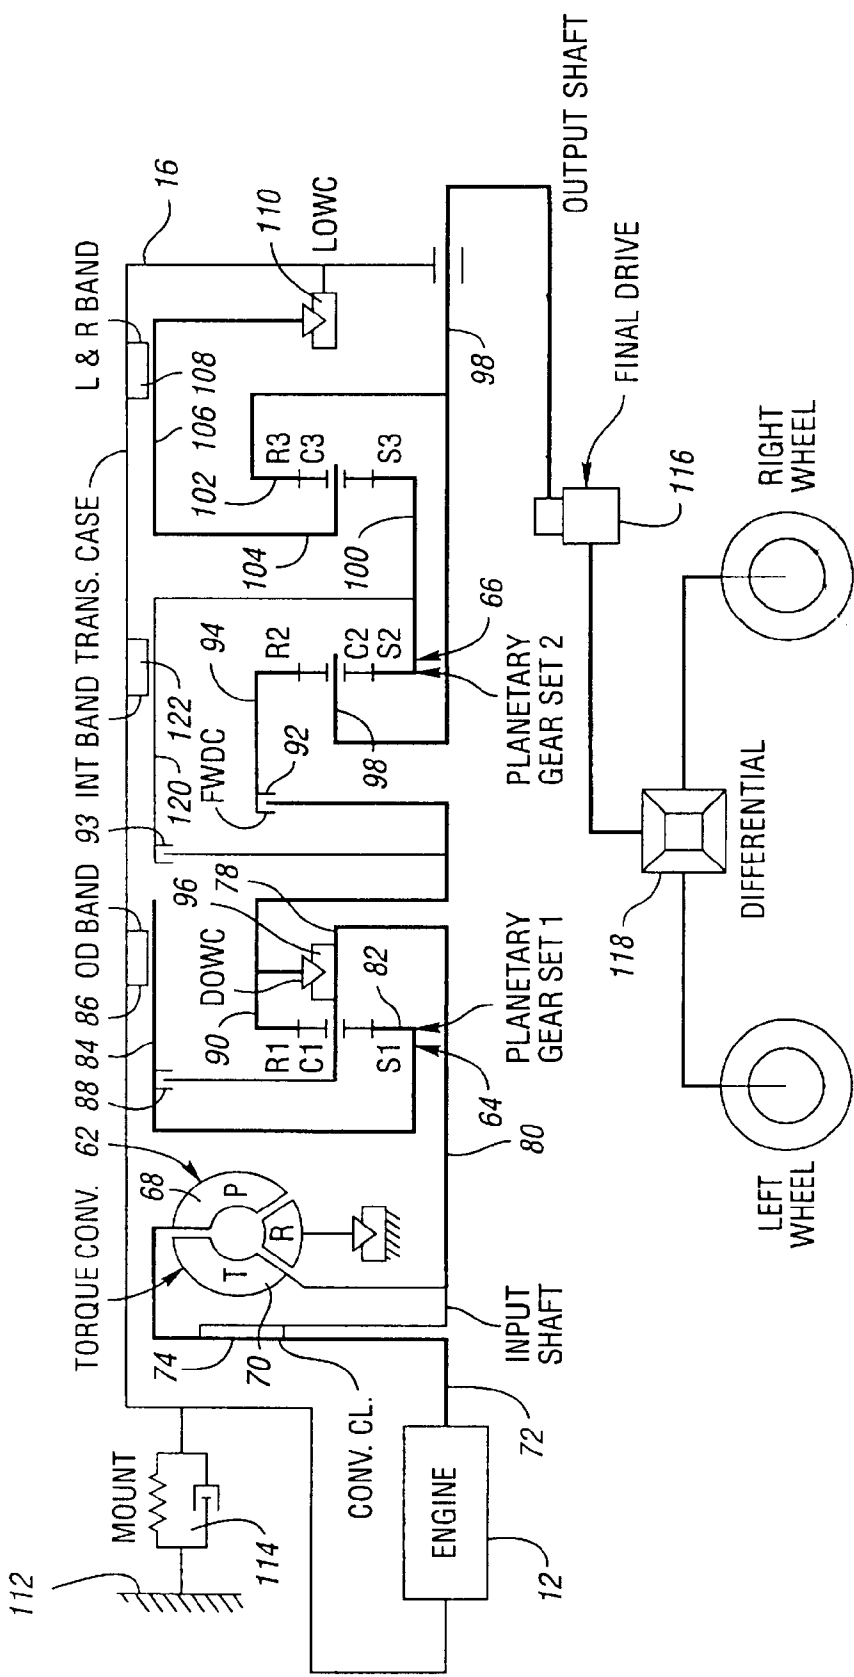 112
MOUNT
114
TORQUE CONV.
62
88
84
86
OD BAND
93
INT BAND
TRANS. CASE
L & R BAND
16
68
P
T
R
74
70
CONV. CL.
90
DOWC
96
78
120
FWDC
122
92
94
R1
C1
S1
82
R2
C2
S2
98
104
102
R3
C3
S3
100
106
108
110
LOWC
ENGINE
12
72
INPUT
SHAFT
80
64
PLANETARY
GEAR SET 1
66
PLANETARY
GEAR SET 2
98
OUTPUT SHAFT
FINAL DRIVE
116
118
DIFFERENTIAL
LEFT
WHEEL
RIGHT
WHEEL